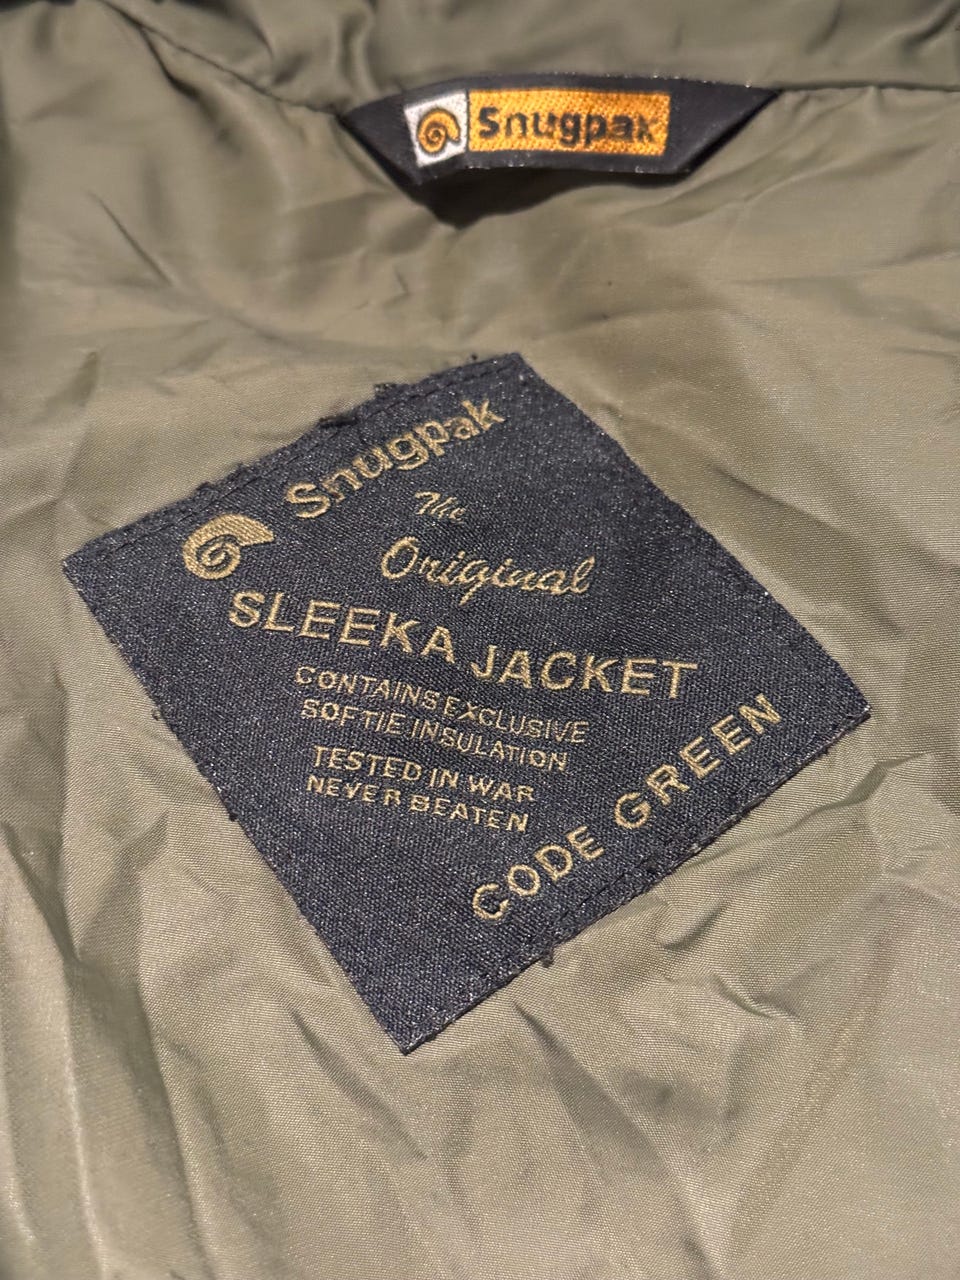 Snugpak
Snugpak
The
Original
SLEEKA JACKET
CONTAINS EXCLUSIVE
SOFTIE INSULATION
TESTED IN WAR
NEVER BEATEN
CODE GREEN